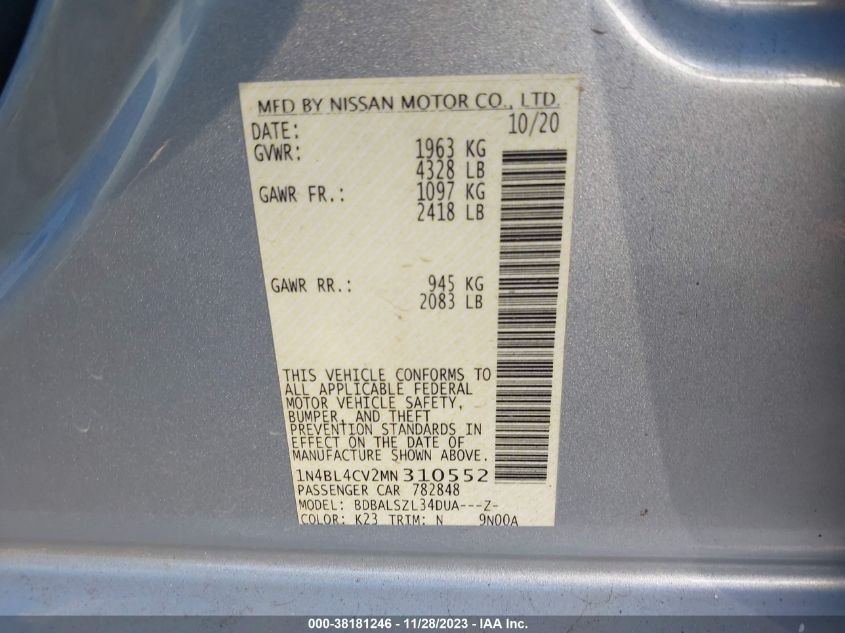 MFD BY NISSAN MOTOR CO., LTD.
DATE: 10/20
GVWR: 1963 KG
4328 LB
GAWR FR.: 1097 KG
2418 LB
GAWR RR.: 945 KG
2083 LB
THIS VEHICLE CONFORMS TO
ALL APPLICABLE FEDERAL
MOTOR VEHICLE SAFETY,
BUMPER, AND THEFT
PREVENTION STANDARDS IN
EFFECT ON THE DATE OF
MANUFACTURE SHOWN ABOVE.
1N4BL4CV2MN310552
PASSENGER CAR 782848
MODEL: BDBALSZL34DUA---Z-
COLOR: K23 TRIM: N 9N00A
000-38181246 - 11/28/2023 - IAA Inc.